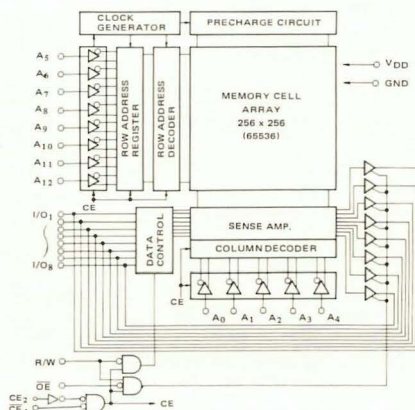 CLOCK
GENERATOR
PRECHARGE CIRCUIT
A5
A6
A7
A8
A9
A10
A11
A12
CE
ROW ADDRESS
REGISTER
ROW ADDRESS
DECODER
MEMORY CELL
ARRAY
256 x 256
(65536)
VDD
GND
I/O1
I/O8
DATA
CONTROL
SENSE AMP.
COLUMN DECODER
CE
A0
A1
A2
A3
A4
R/W
OE
CE2
CE